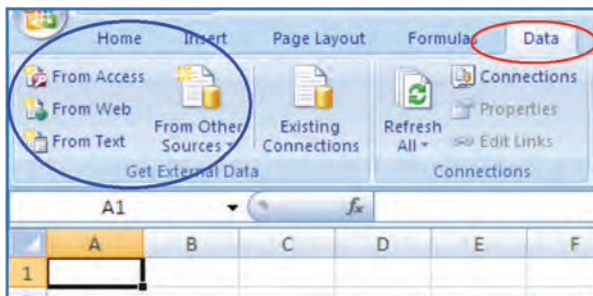 Home Insert Page Layout Formulas Data
From Access
From Web
From Text
From Other
Sources
Existing
Connections
Refresh
All
Connections
Properties
Edit Links
Get External Data
Connections
A1
fx
A B C D E F
1